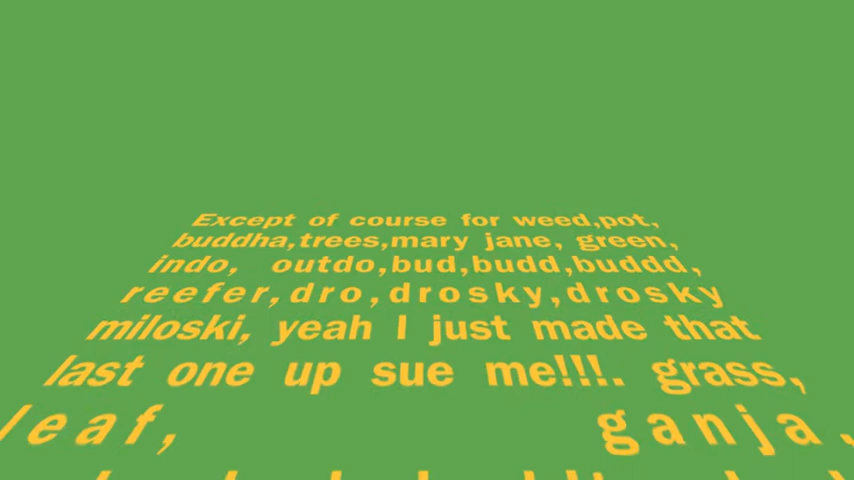 Except of course for weed,pot,
buddha,trees,mary jane, green,
indo, outdo,bud,budd,buddd,
reefer,dro,drosky,drosky
miloski, yeah I just made that
last one up sue me!!!. grass,
leaf, ganja,